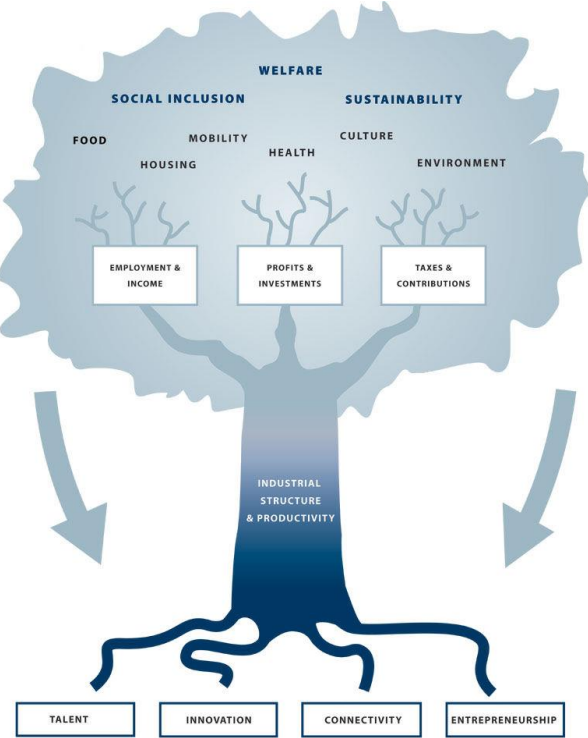 WELFARE
SOCIAL INCLUSION
SUSTAINABILITY
FOOD
MOBILITY
CULTURE
HOUSING
HEALTH
ENVIRONMENT
EMPLOYMENT &
INCOME
PROFITS &
INVESTMENTS
TAXES &
CONTRIBUTIONS
INDUSTRIAL
STRUCTURE
& PRODUCTIVITY
TALENT
INNOVATION
CONNECTIVITY
ENTREPRENEURSHIP